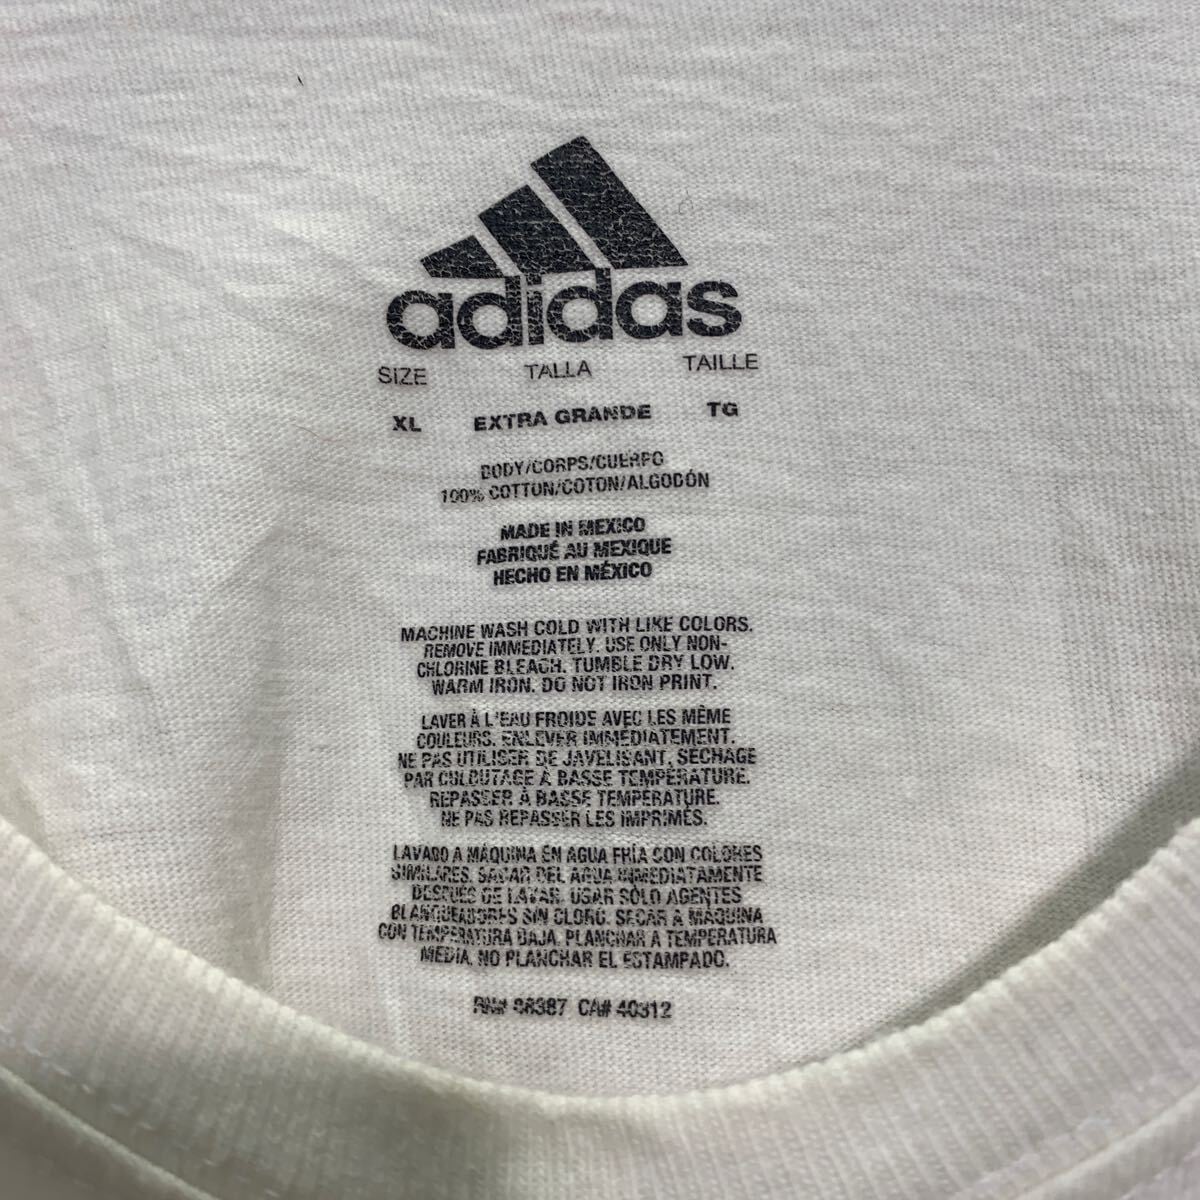 adidas
SIZE TALLA TAILLE
XL EXTRA GRANDE TG
BODY/CORPS/CUERPO
100% COTTON/COTON/ALGODÓN
MADE IN MEXICO
FABRIQUÉ AU MEXIQUE
HECHO EN MÉXICO
MACHINE WASH COLD WITH LIKE COLORS.
REMOVE IMMEDIATELY. USE ONLY NON-
CHLORINE BLEACH. TUMBLE DRY LOW.
WARM IRON. DO NOT IRON PRINT.
LAVER À L'EAU FROIDE AVEC LES MÊME
COULEURS. ENLEVER IMMÉDIATEMENT.
NE PAS UTILISER DE JAVELISANT, SECHAGE
PAR CULBUTAGE À BASSE TEMPÉRATURE.
REPASSER À BASSE TEMPÉRATURE.
NE PAS REPASSER LES IMPRIMÉS.
LAVADO A MÁQUINA EN AGUA FRÍA CON COLORES
SIMILARES. SACAR DEL AGUA INMEDIATAMENTE
DESPUÉS DE LAVAR. USAR SÓLO AGENTES
BLANQUEADORES SIN CLORO. SECAR A MÁQUINA
CON TEMPERATURA BAJA. PLANCHAR A TEMPERATURA
MEDIA. NO PLANCHAR EL ESTAMPADO.
RN# 88387 CA# 40312